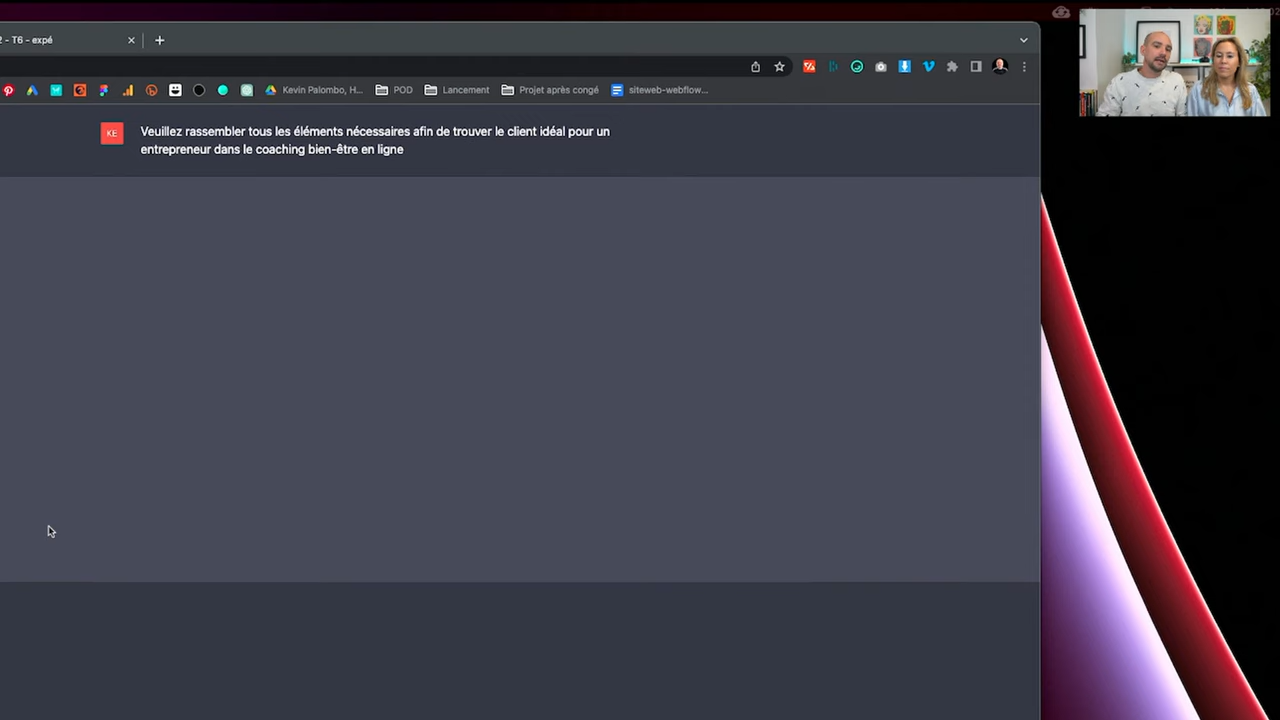 2 - T6 - expé
Kevin Palombo, H... POD Lancement Projet après congé siteweb-webflow...
KE
Veuillez rassembler tous les éléments nécessaires afin de trouver le client idéal pour un
entrepreneur dans le coaching bien-être en ligne